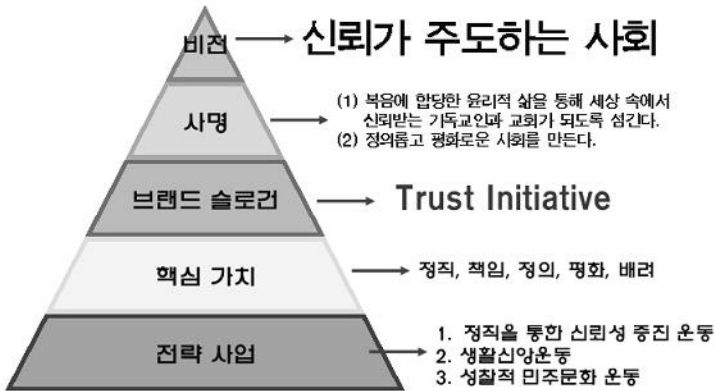 비전
신뢰가 주도하는 사회
사명
(1) 복음에 합당한 윤리적 삶을 통해 세상 속에서
신뢰받는 기독교인과 교회가 되도록 섬긴다.
(2) 정의롭고 평화로운 사회를 만든다.
브랜드 슬로건
Trust Initiative
핵심 가치
정직, 책임, 정의, 평화, 배려
전략 사업
1. 정직을 통한 신뢰성 증진 운동
2. 생활신앙운동
3. 성찰적 민주문화 운동